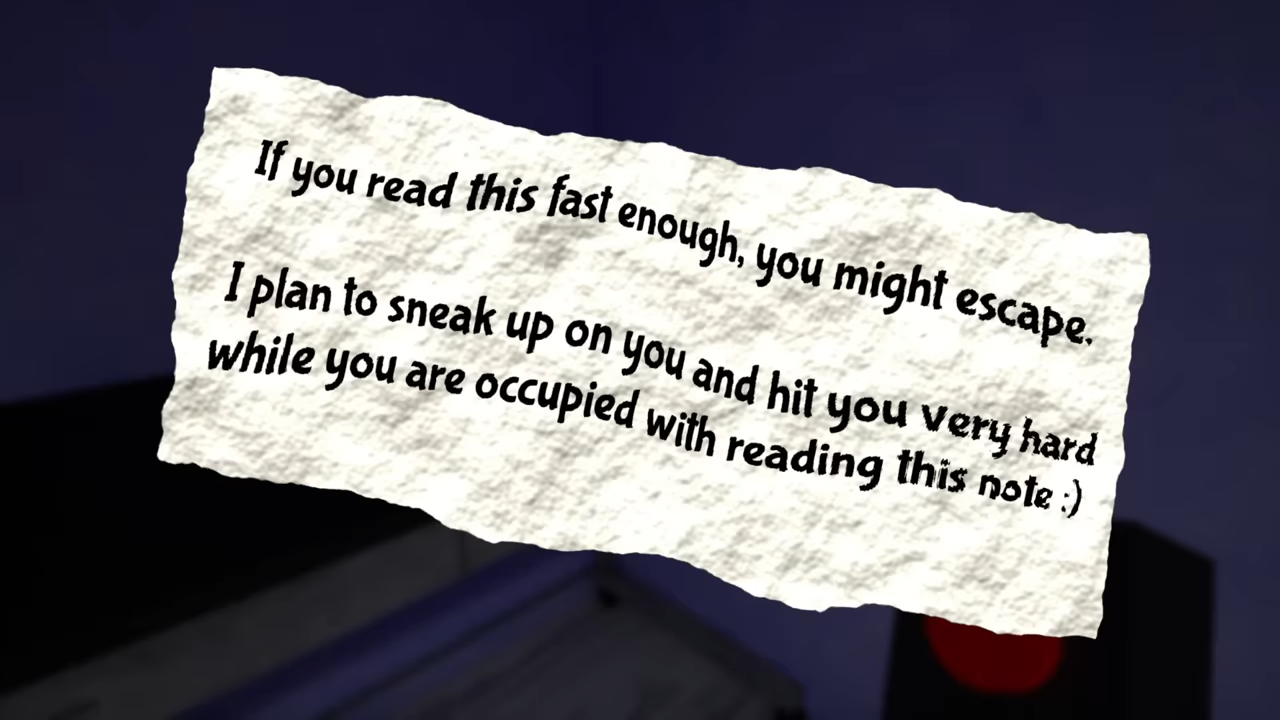 If you read this fast enough, you might escape.
I plan to sneak up on you and hit you very hard
while you are occupied with reading this note :)